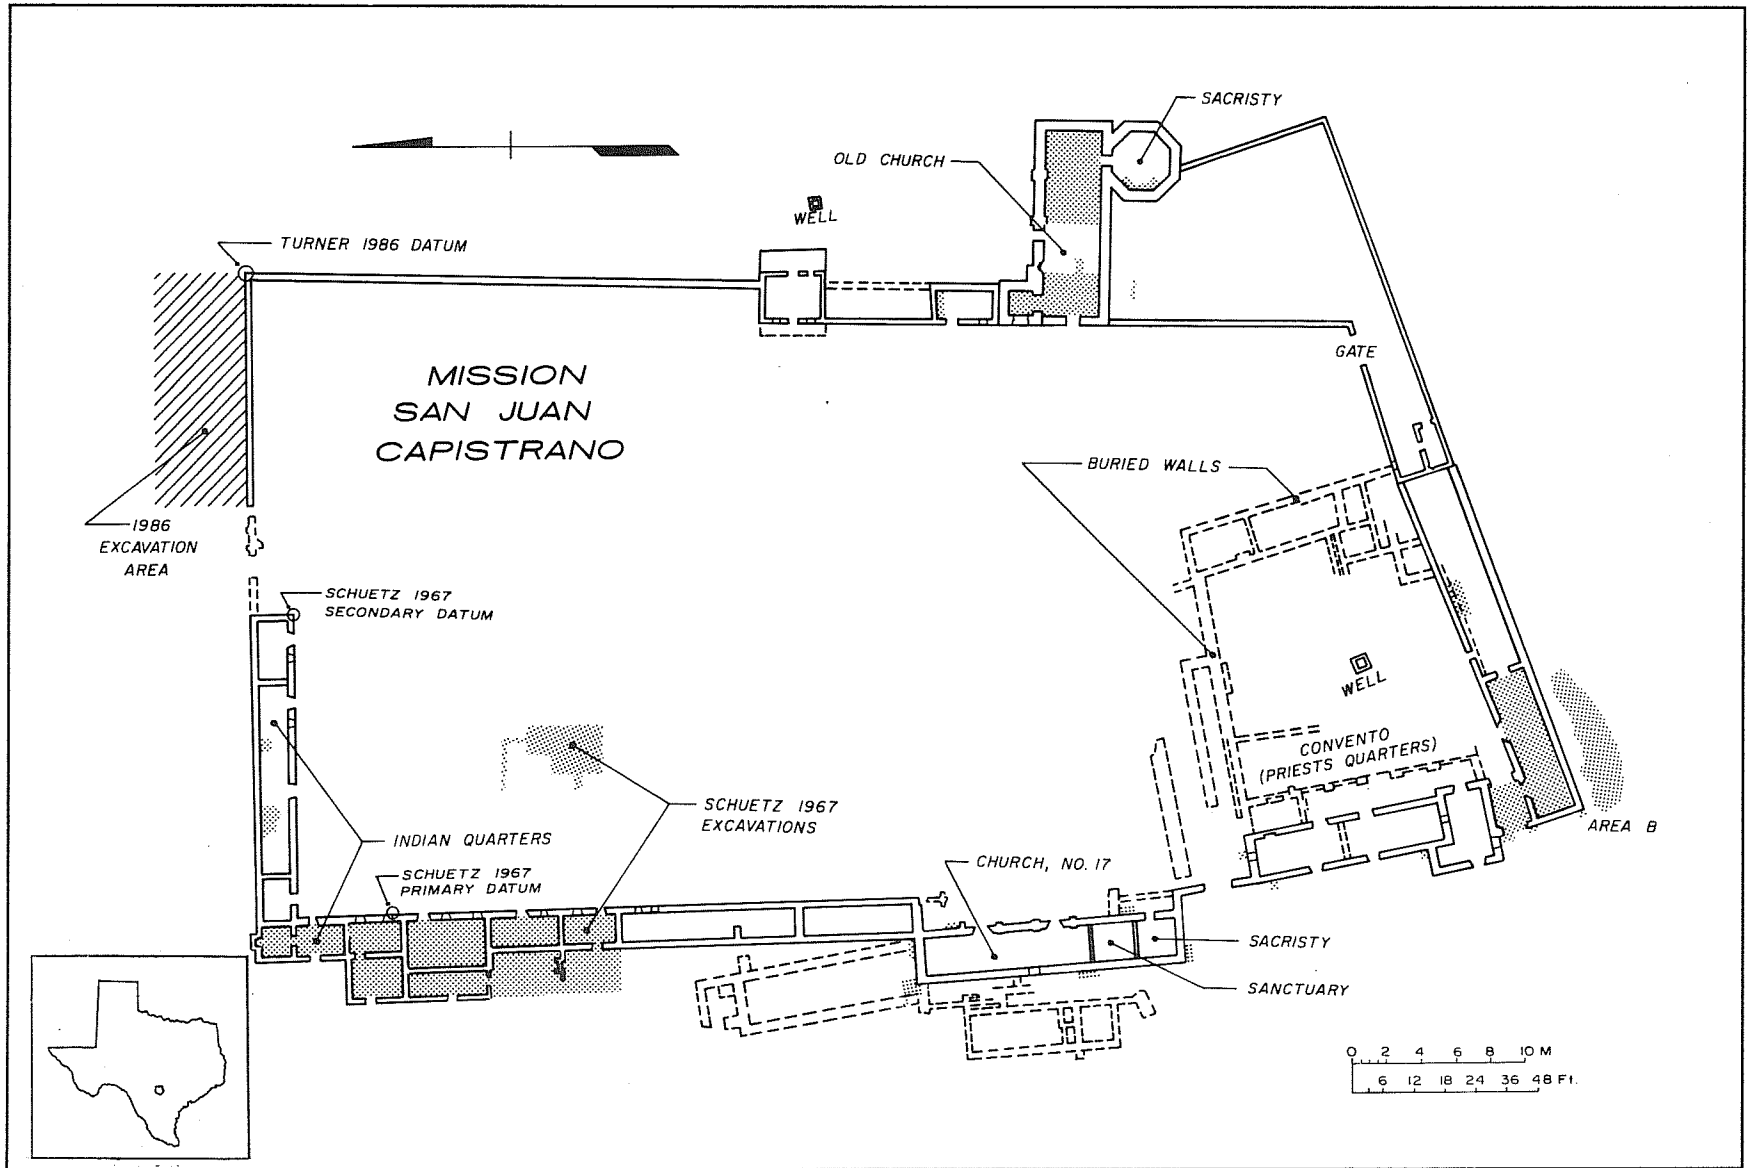 SACRISTY
OLD CHURCH
WELL
TURNER 1986 DATUM
GATE
MISSION
SAN JUAN
CAPISTRANO
BURIED WALLS
1986
EXCAVATION
AREA
SCHUETZ 1967
SECONDARY DATUM
WELL
CONVENTO
(PRIESTS QUARTERS)
SCHUETZ 1967
EXCAVATIONS
AREA B
INDIAN QUARTERS
CHURCH, NO. 17
SCHUETZ 1967
PRIMARY DATUM
SACRISTY
SANCTUARY
0 2 4 6 8 10 M
6 12 18 24 36 48 Ft.